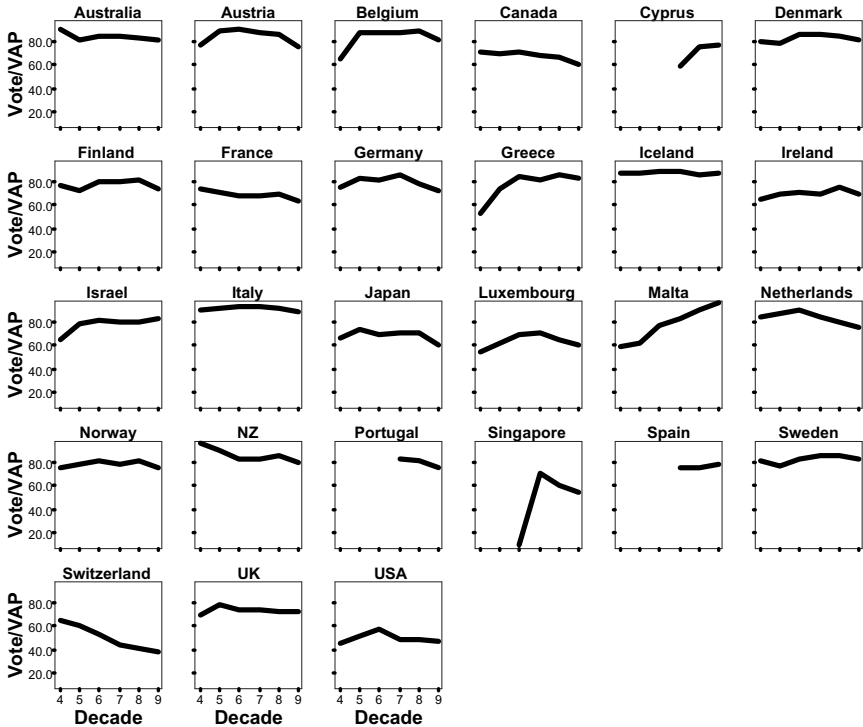 Australia Austria Belgium Canada Cyprus Denmark
Vote/VAP
80.0
60.0
40.0
20.0
Finland France Germany Greece Iceland Ireland
Vote/VAP
80.0
60.0
40.0
20.0
Israel Italy Japan Luxembourg Malta Netherlands
Vote/VAP
80.0
60.0
40.0
20.0
Norway NZ Portugal Singapore Spain Sweden
Vote/VAP
80.0
60.0
40.0
20.0
Switzerland UK USA
Vote/VAP
80.0
60.0
40.0
20.0
4 5 6 7 8 9 4 5 6 7 8 9 4 5 6 7 8 9
Decade Decade Decade